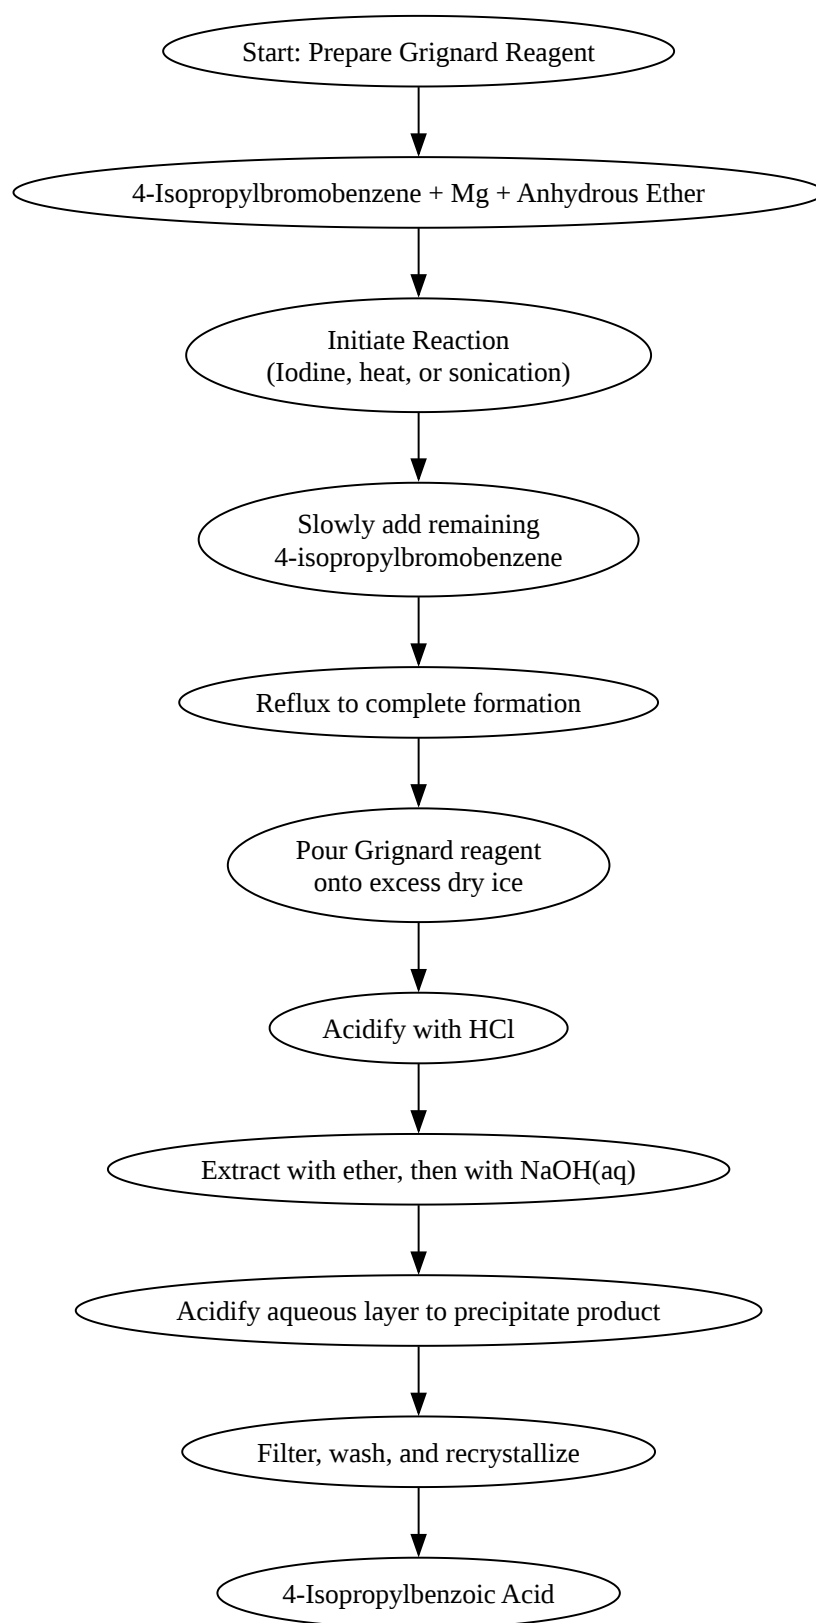 Start: Prepare Grignard Reagent
4-Isopropylbromobenzene + Mg + Anhydrous Ether
Initiate Reaction
(Iodine, heat, or sonication)
Slowly add remaining
4-isopropylbromobenzene
Reflux to complete formation
Pour Grignard reagent
onto excess dry ice
Acidify with HCl
Extract with ether, then with NaOH(aq)
Acidify aqueous layer to precipitate product
Filter, wash, and recrystallize
4-Isopropylbenzoic Acid